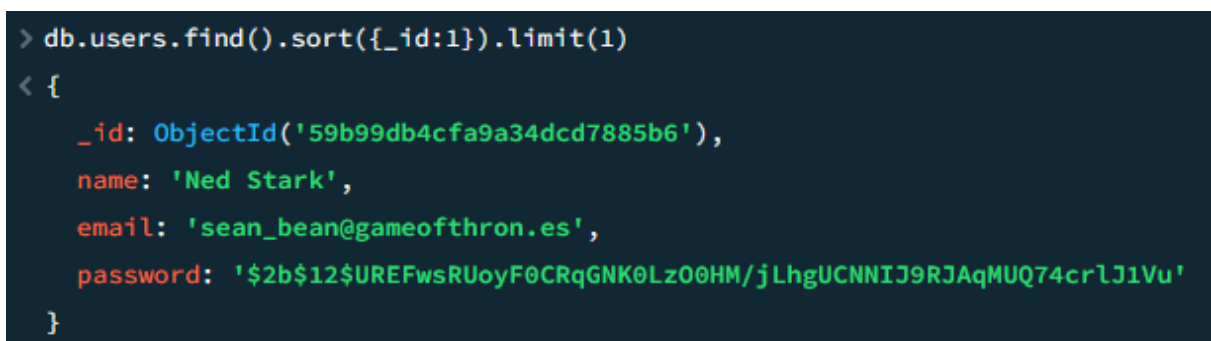 > db.users.find().sort({_id:1}).limit(1)
< {
_id: ObjectId('59b99db4cfa9a34dcd7885b6'),
name: 'Ned Stark',
email: 'sean_bean@gameofthron.es',
password: '$2b$12$UREFwsRUoyF0CRqGNK0LzO0HM/jLhgUCNNIJ9RJAqMUQ74crlJ1Vu'
}